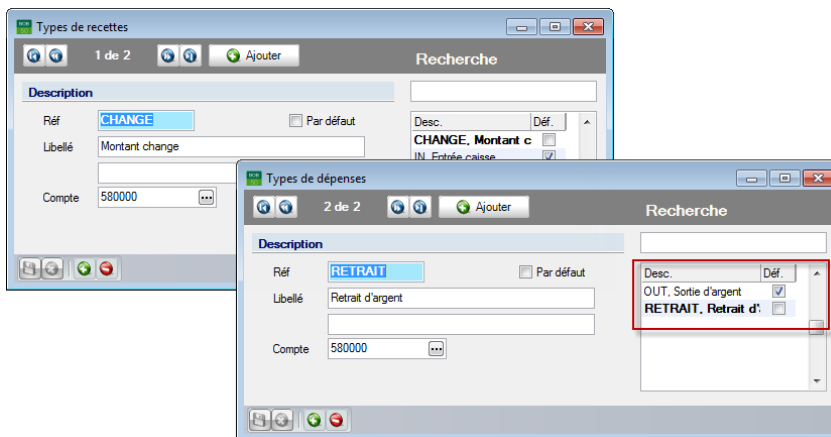 Types de recettes
1 de 2
Ajouter
Recherche
Description
Réf
CHANGE
Par défaut
Libellé
Montant change
Compte
580000
Desc.
Déf.
CHANGE, Montant c
IN, Entrée caisse
Types de dépenses
2 de 2
Ajouter
Recherche
Description
Réf
RETRAIT
Par défaut
Libellé
Retrait d'argent
Compte
580000
Desc.
Déf.
OUT, Sortie d'argent
RETRAIT, Retrait d':